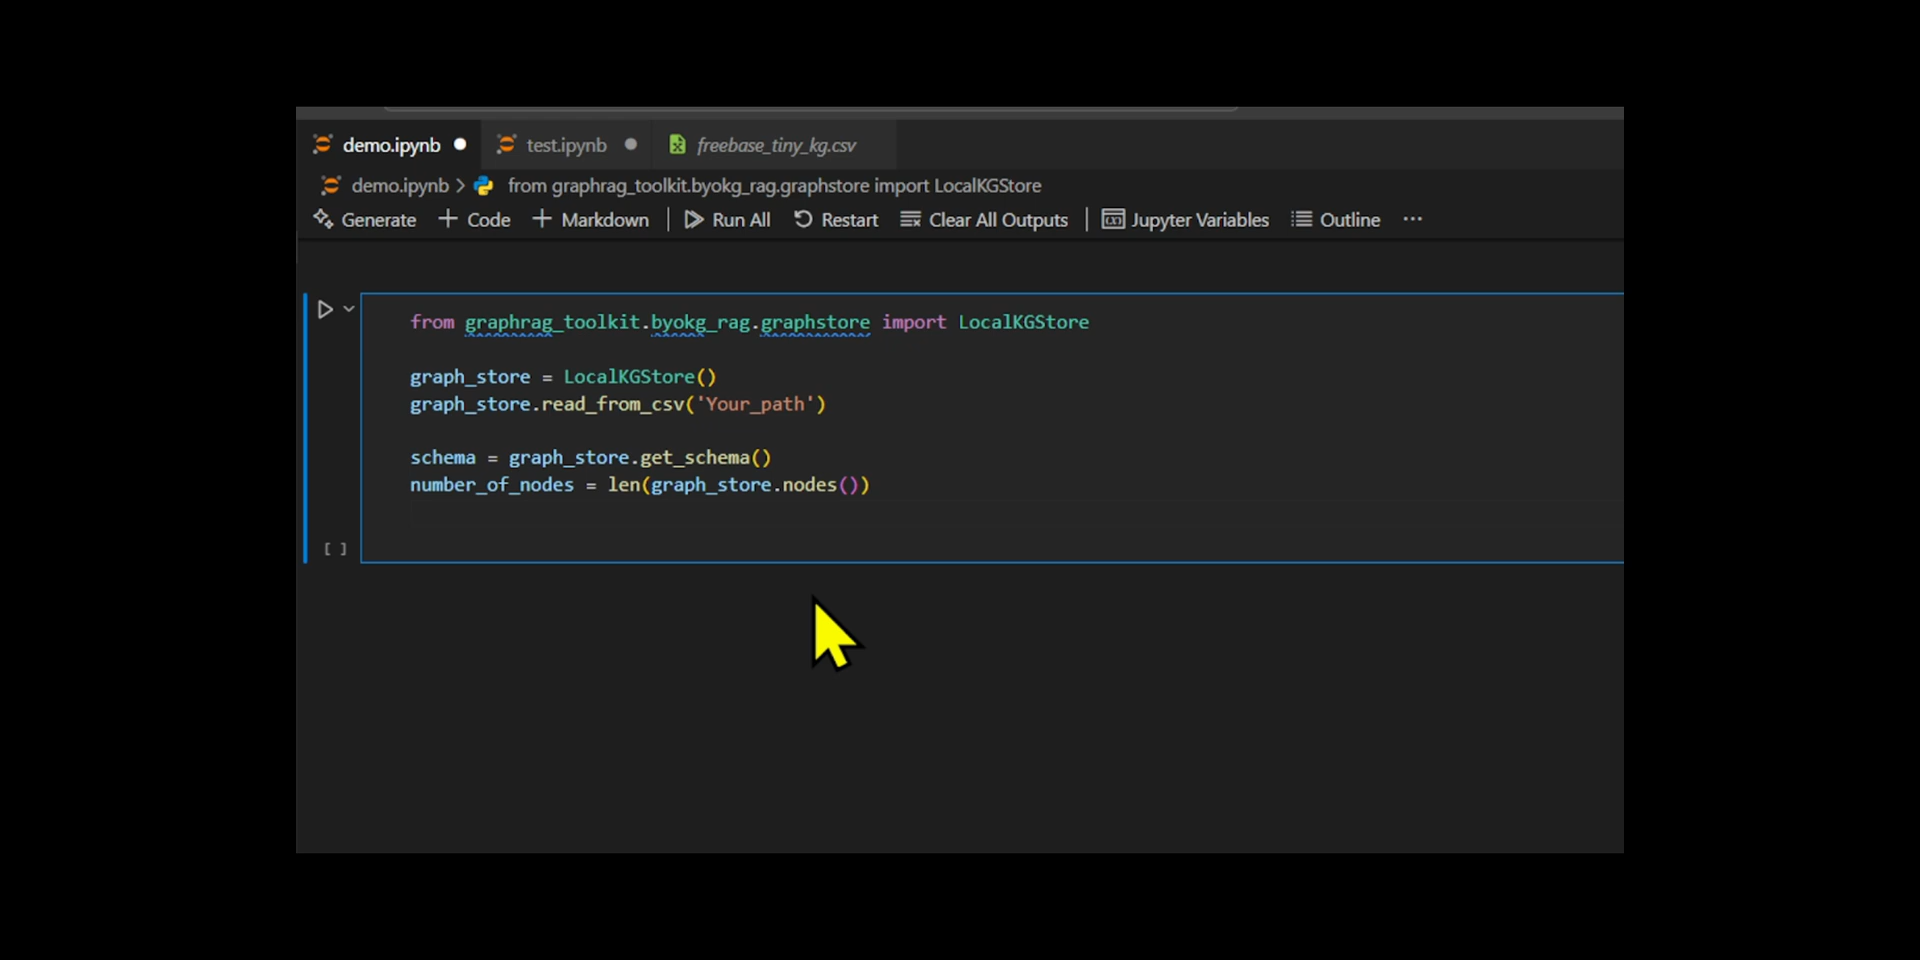 demo.ipynb test.ipynb freebase_tiny_kg.csv
demo.ipynb > from graphrag_toolkit.byokg_rag.graphstore import LocalKGStore
Generate + Code + Markdown Run All Restart Clear All Outputs Jupyter Variables Outline ...
from graphrag_toolkit.byokg_rag.graphstore import LocalKGStore
graph_store = LocalKGStore()
graph_store.read_from_csv('Your_path')
schema = graph_store.get_schema()
number_of_nodes = len(graph_store.nodes())
[ ]